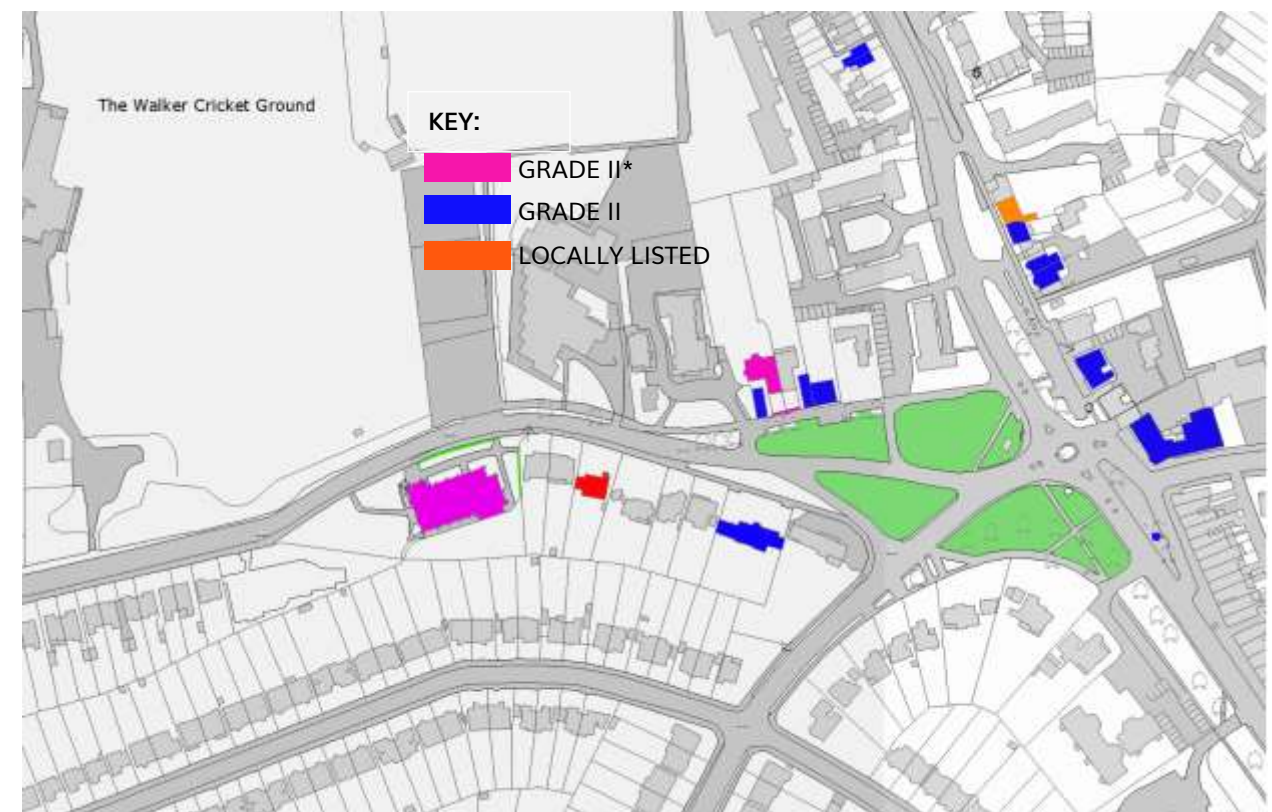 The Walker Cricket Ground
KEY:
GRADE II*
GRADE II
LOCALLY LISTED